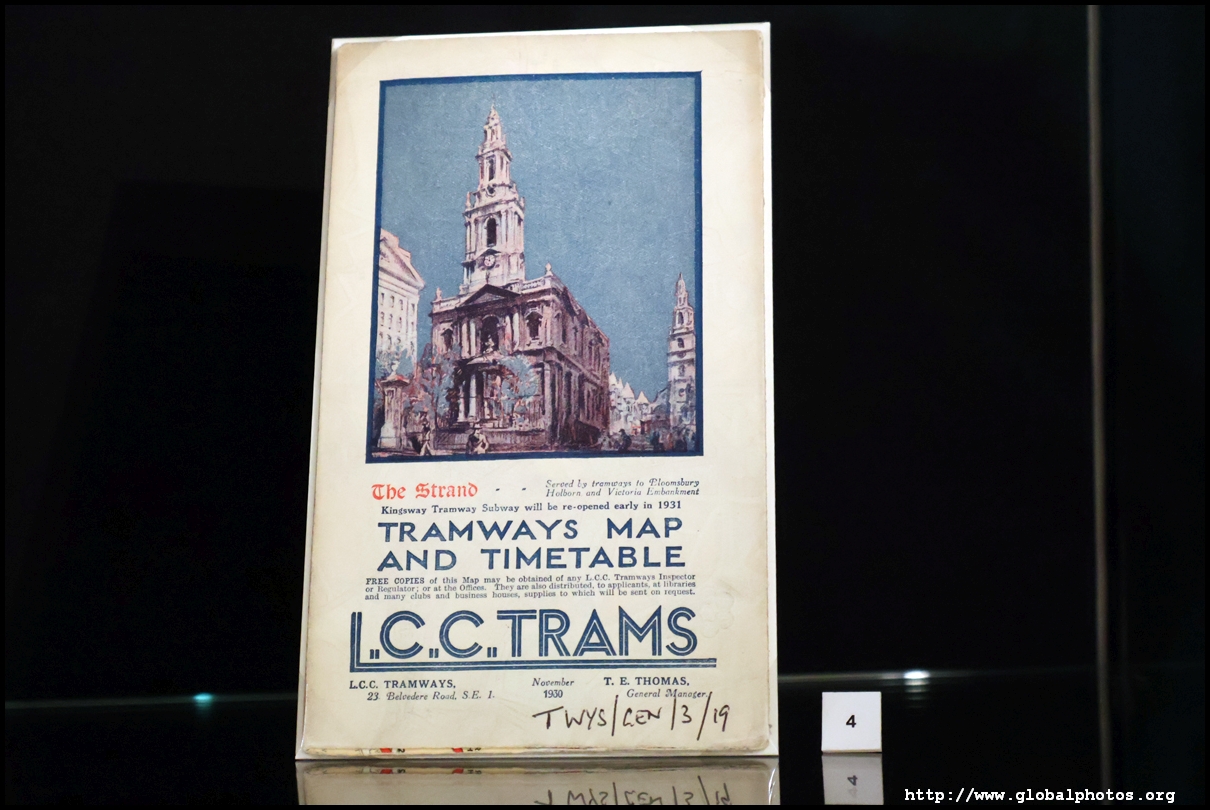 The Strand - - Served by tramways to Bloomsbury
Holborn and Victoria Embankment
Kingsway Tramway Subway will be re-opened early in 1931
TRAMWAYS MAP
AND TIMETABLE
FREE COPIES of this Map may be obtained of any L.C.C. Tramways Inspector
or Regulator; or at the Offices. They are also distributed, to applicants, at libraries
and many clubs and business houses, supplies to which will be sent on request.
L.C.C. TRAMS
L.C.C. TRAMWAYS, November T. E. THOMAS,
23 Belvedere Road, S.E. 1. 1930 General Manager.
TWYS/GEN/3/19
4
http://www.globalphotos.org